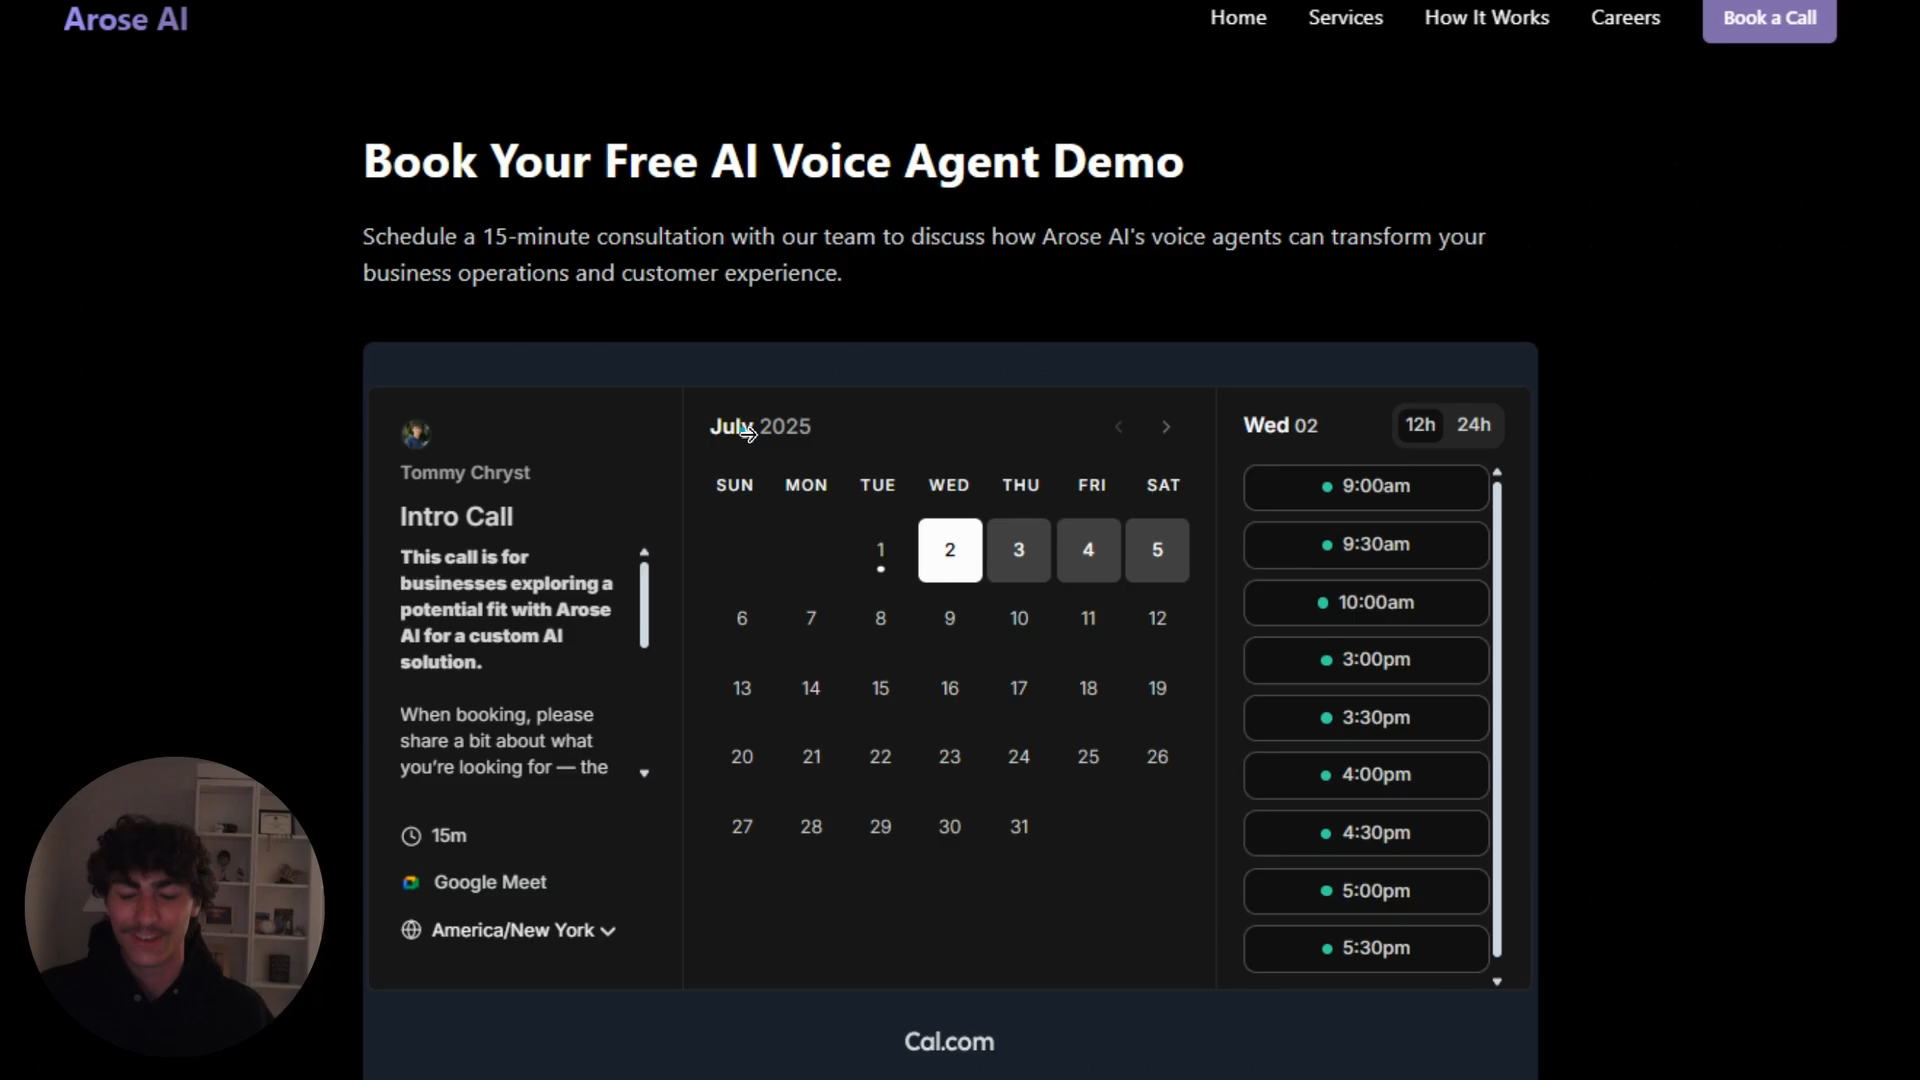 Arose AI
Home Services How It Works Careers Book a Call
Book Your Free AI Voice Agent Demo
Schedule a 15-minute consultation with our team to discuss how Arose AI's voice agents can transform your
business operations and customer experience.
Tommy Chryst
Intro Call
This call is for
businesses exploring a
potential fit with Arose
AI for a custom AI
solution.
When booking, please
share a bit about what
you're looking for — the
15m
Google Meet
America/New York
July 2025
SUN MON TUE WED THU FRI SAT
1 2 3 4 5
6 7 8 9 10 11 12
13 14 15 16 17 18 19
20 21 22 23 24 25 26
27 28 29 30 31
Wed 02 12h 24h
9:00am
9:30am
10:00am
3:00pm
3:30pm
4:00pm
4:30pm
5:00pm
5:30pm
Cal.com